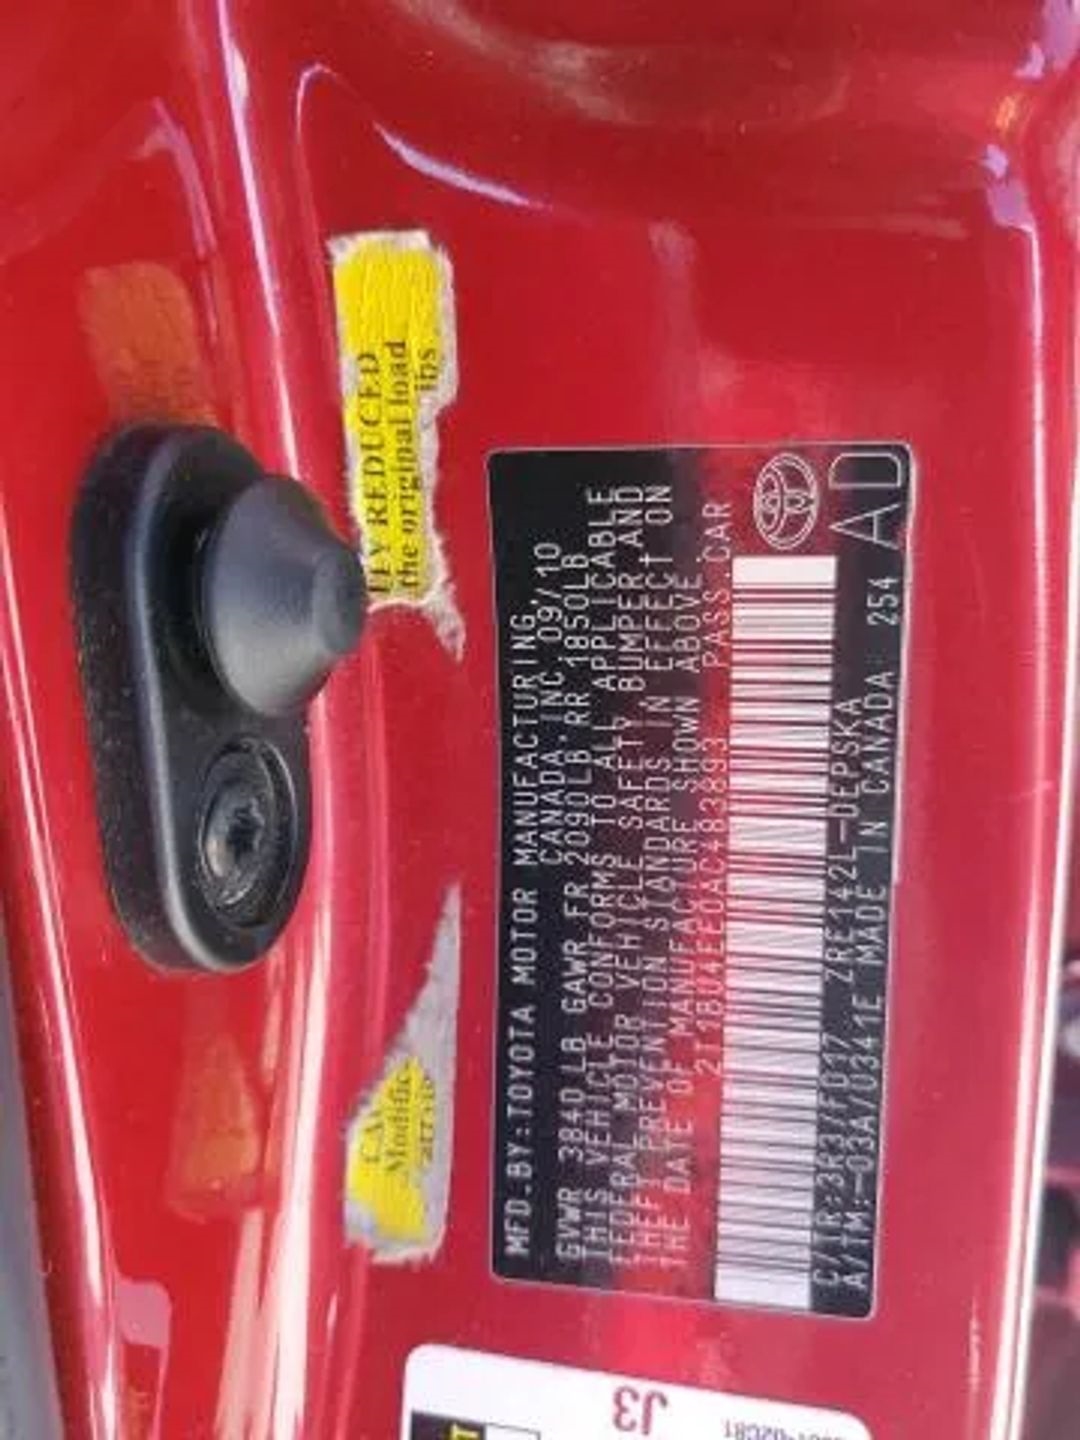 MFD.BY:TOYOTA MOTOR MANUFACTURING,
CANADA.INC.09/10
GVWR 3840LB GAWR FR 2090LB RR 1850LB
THIS VEHICLE CONFORMS TO ALL APPLICABLE
FEDERAL MOTOR VEHICLE SAFETY, BUMPER AND
THEFT PREVENTION STANDARDS IN EFFECT ON
THE DATE OF MANUFACTURE SHOWN ABOVE.
2T1BU4EE0AC483893 PASS.CAR
C/TR:3R3/FD17 ZRE142L-DEPSKA
A/TM:-03A/U341E MADE IN CANADA 254 AD
REDUCED
the original load
lbs
Modific
J3